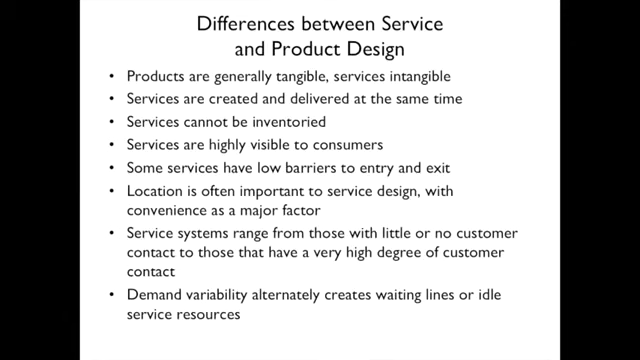 Differences between Service
and Product Design
• Products are generally tangible, services intangible
• Services are created and delivered at the same time
• Services cannot be inventoried
• Services are highly visible to consumers
• Some services have low barriers to entry and exit
• Location is often important to service design, with
convenience as a major factor
• Service systems range from those with little or no customer
contact to those that have a very high degree of customer
contact
• Demand variability alternately creates waiting lines or idle
service resources